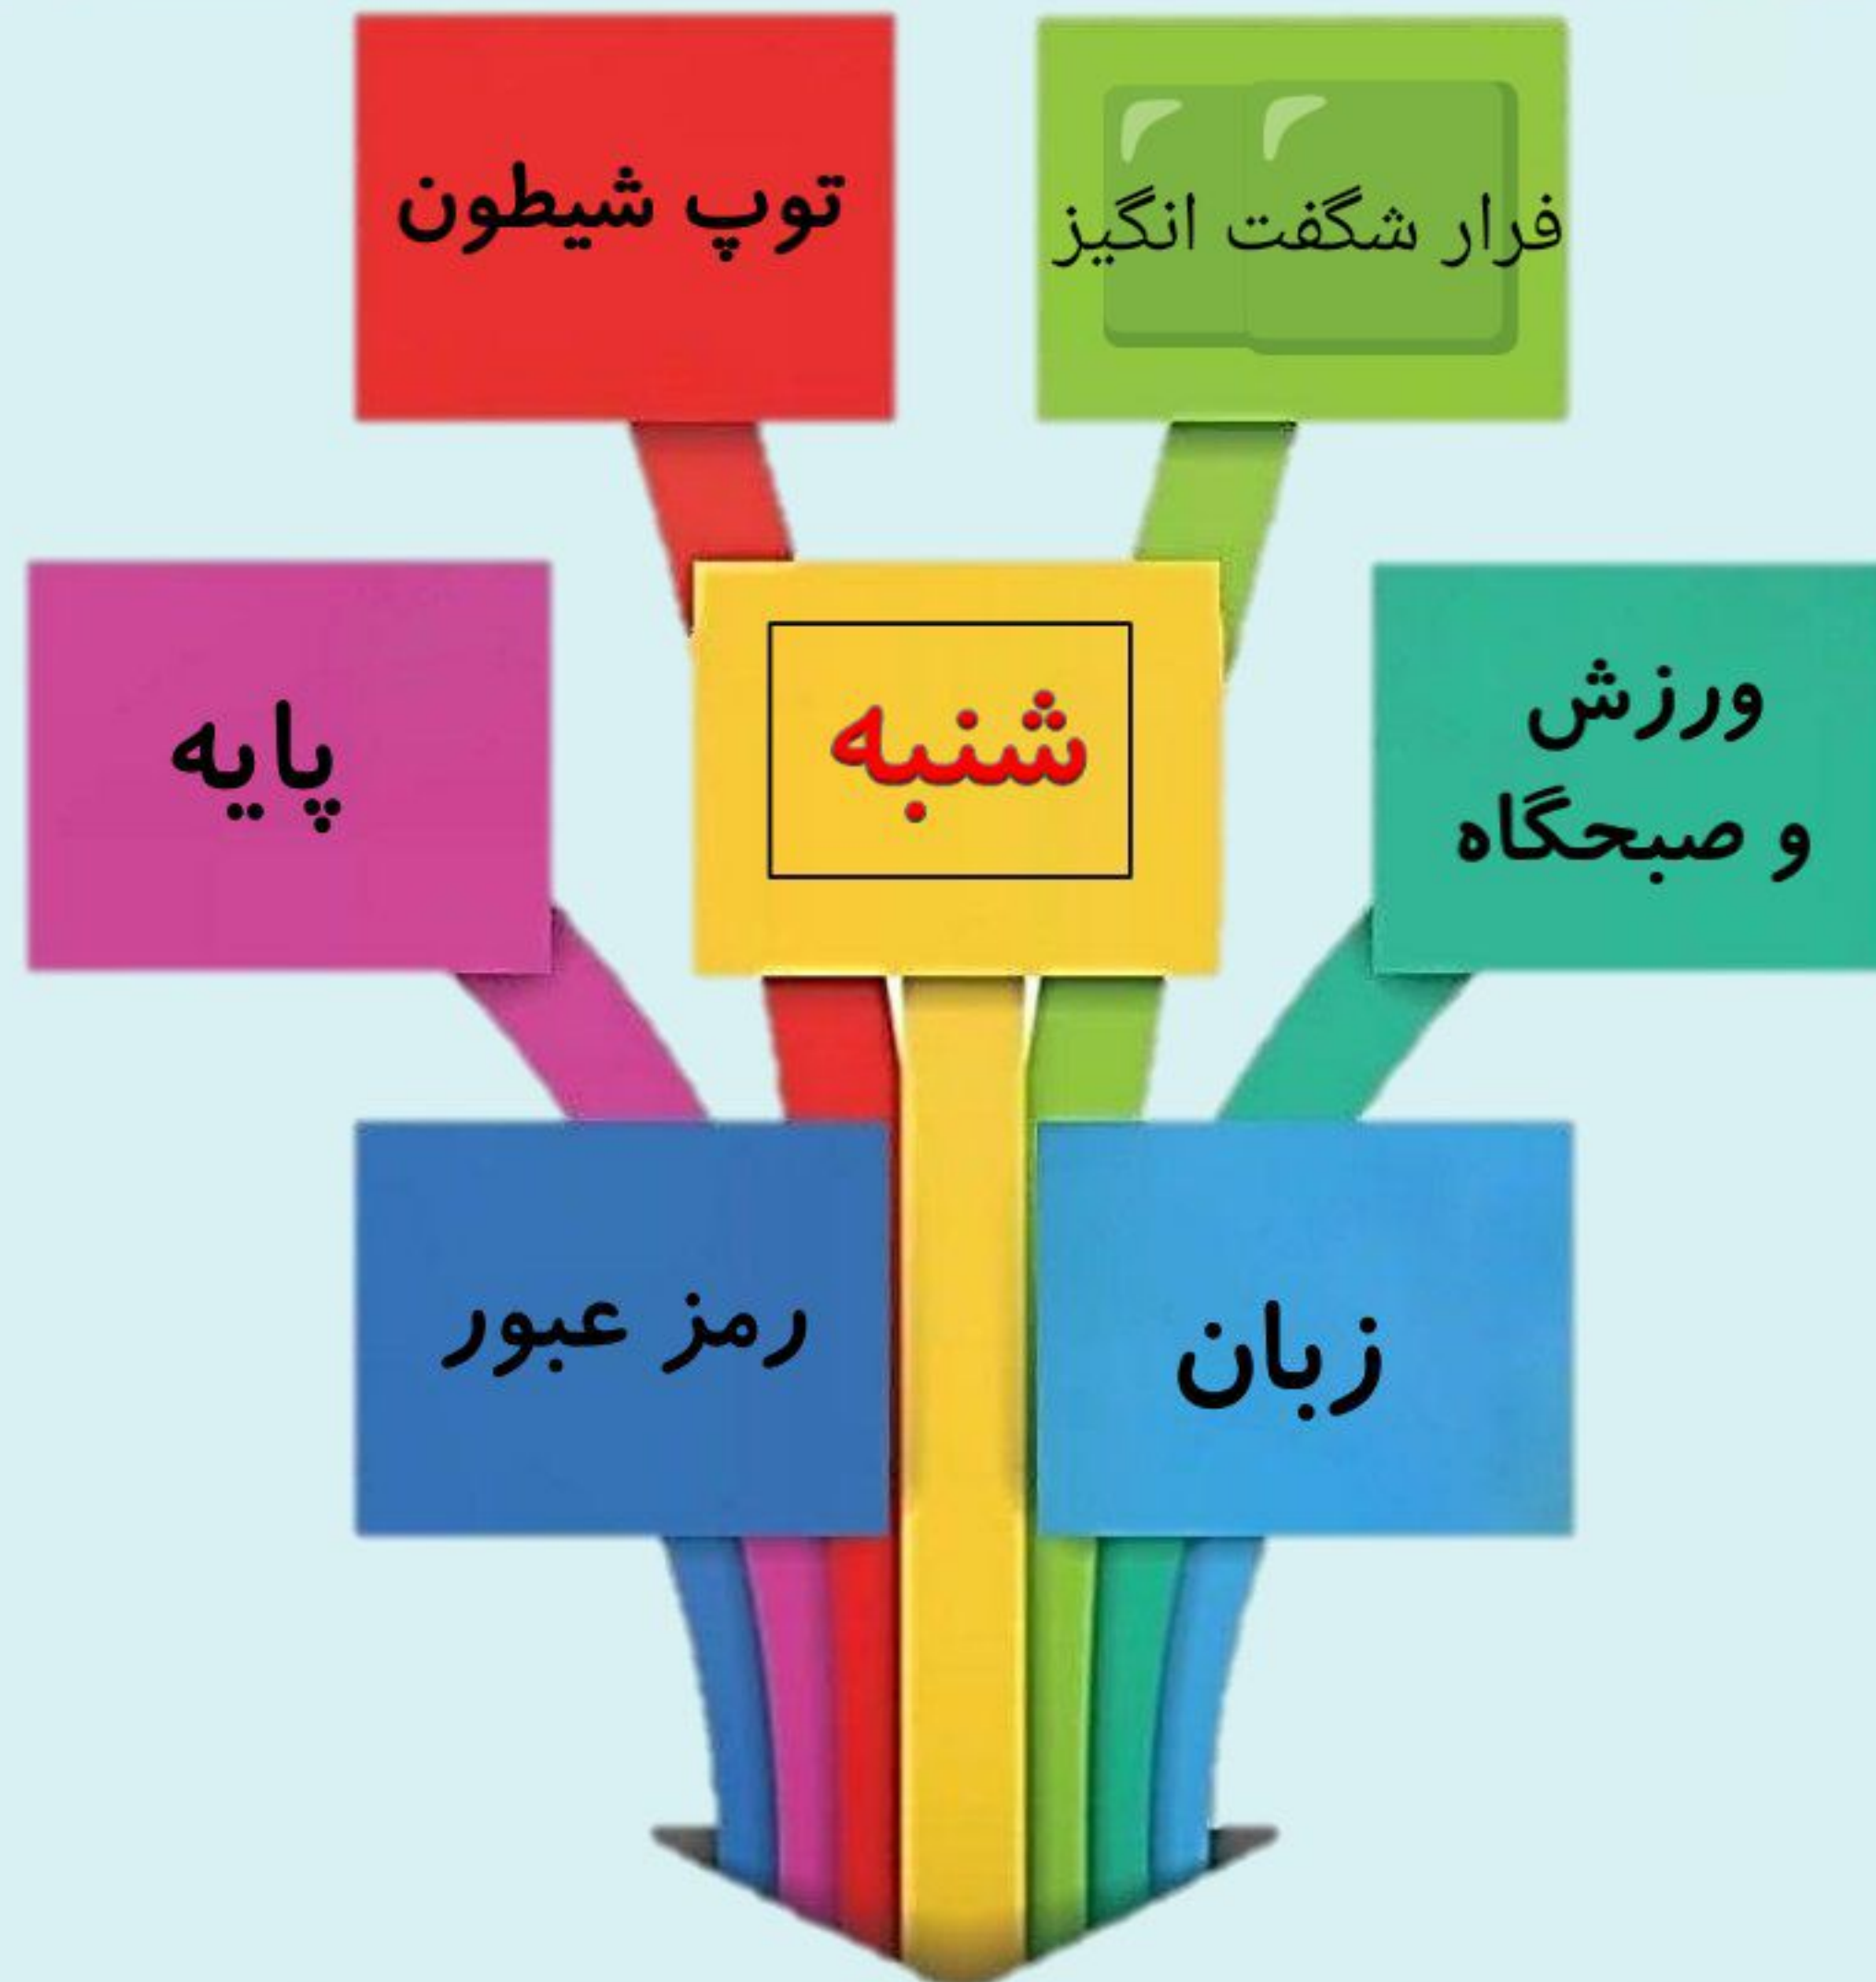 فرار شگفت انگیز
توپ شیطون
ورزش
و صبحگاه
شنبه
پایه
زبان
رمز عبور